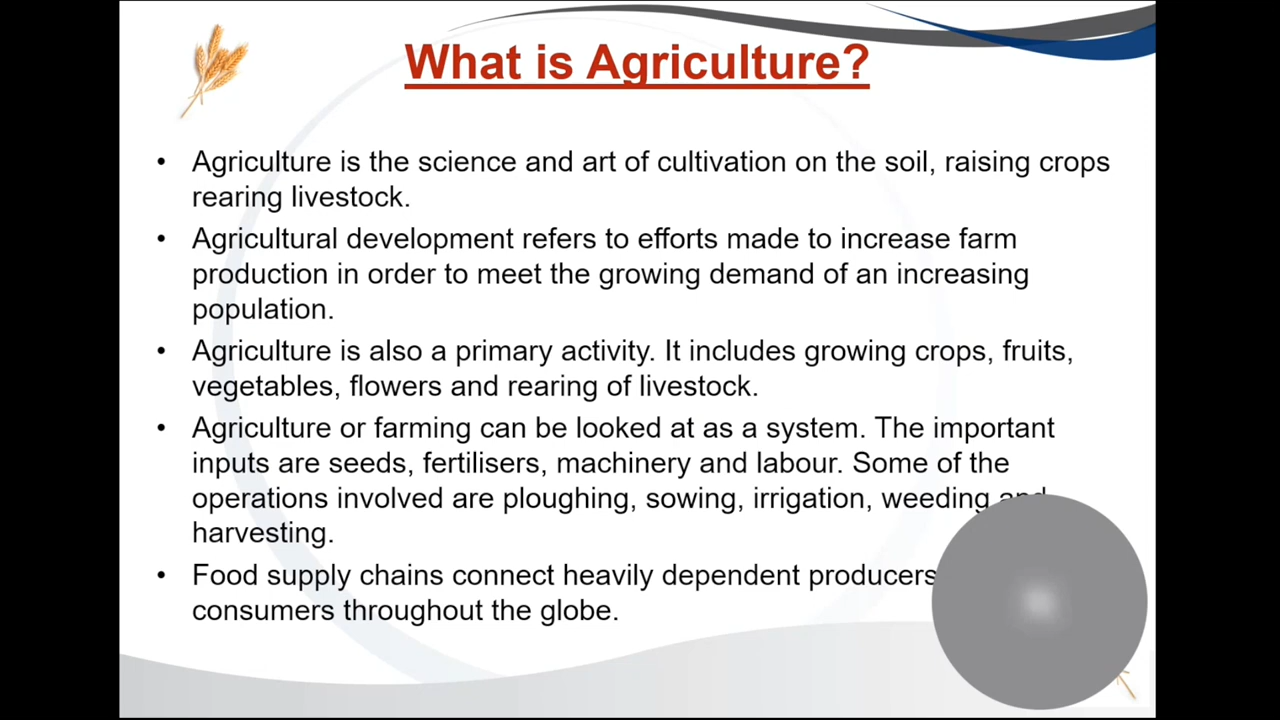 What is Agriculture?
• Agriculture is the science and art of cultivation on the soil, raising crops
rearing livestock.
• Agricultural development refers to efforts made to increase farm
production in order to meet the growing demand of an increasing
population.
• Agriculture is also a primary activity. It includes growing crops, fruits,
vegetables, flowers and rearing of livestock.
• Agriculture or farming can be looked at as a system. The important
inputs are seeds, fertilisers, machinery and labour. Some of the
operations involved are ploughing, sowing, irrigation, weeding and
harvesting.
• Food supply chains connect heavily dependent producers
consumers throughout the globe.